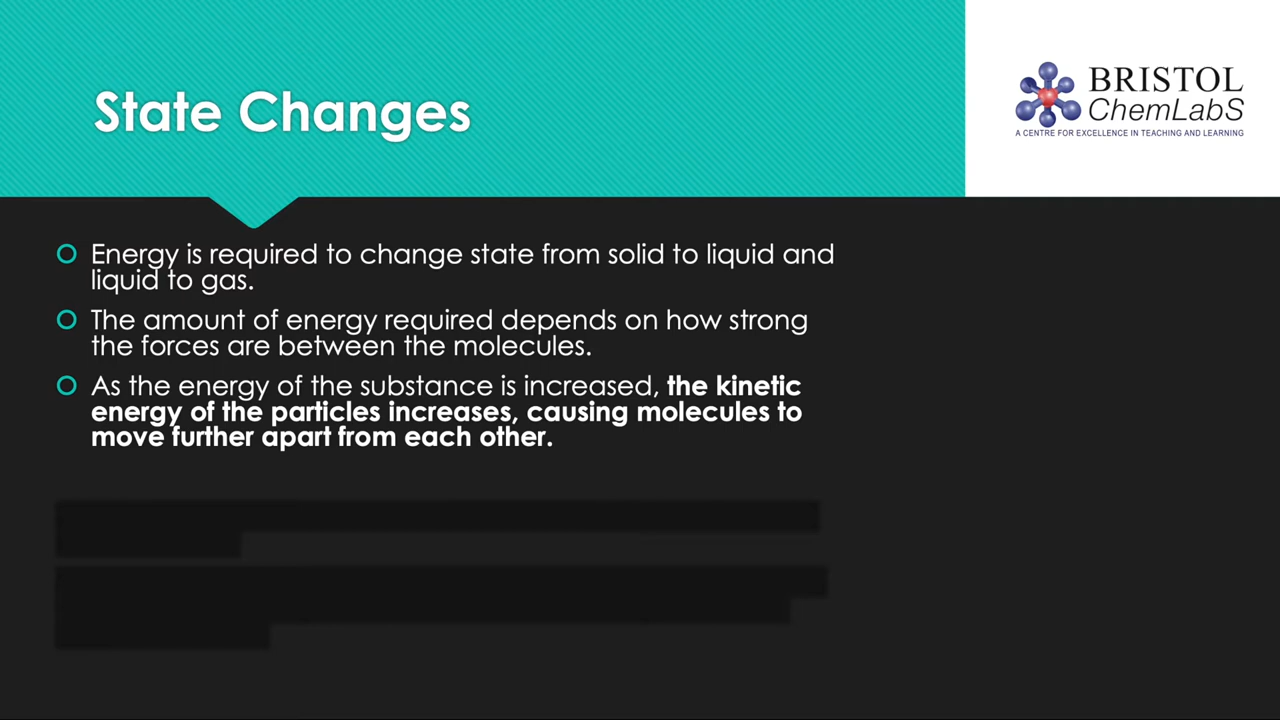 State Changes
BRISTOL
ChemLabS
A CENTRE FOR EXCELLENCE IN TEACHING AND LEARNING
Energy is required to change state from solid to liquid and
liquid to gas.
The amount of energy required depends on how strong
the forces are between the molecules.
As the energy of the substance is increased, the kinetic
energy of the particles increases, causing molecules to
move further apart from each other.